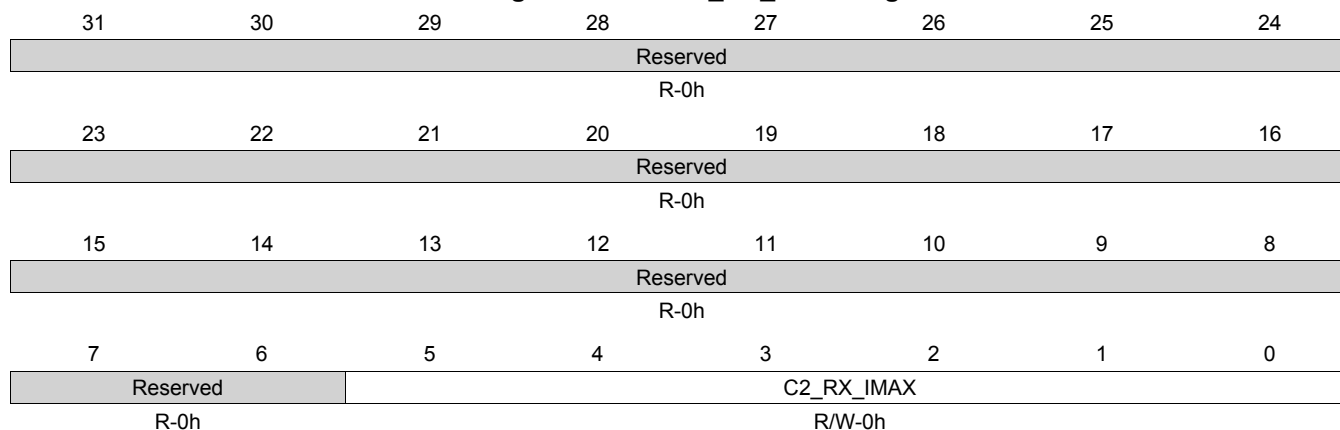 31 30 29 28 27 26 25 24
Reserved
R-0h
23 22 21 20 19 18 17 16
Reserved
R-0h
15 14 13 12 11 10 9 8
Reserved
R-0h
7 6 5 4 3 2 1 0
Reserved C2_RX_IMAX
R-0h R/W-0h